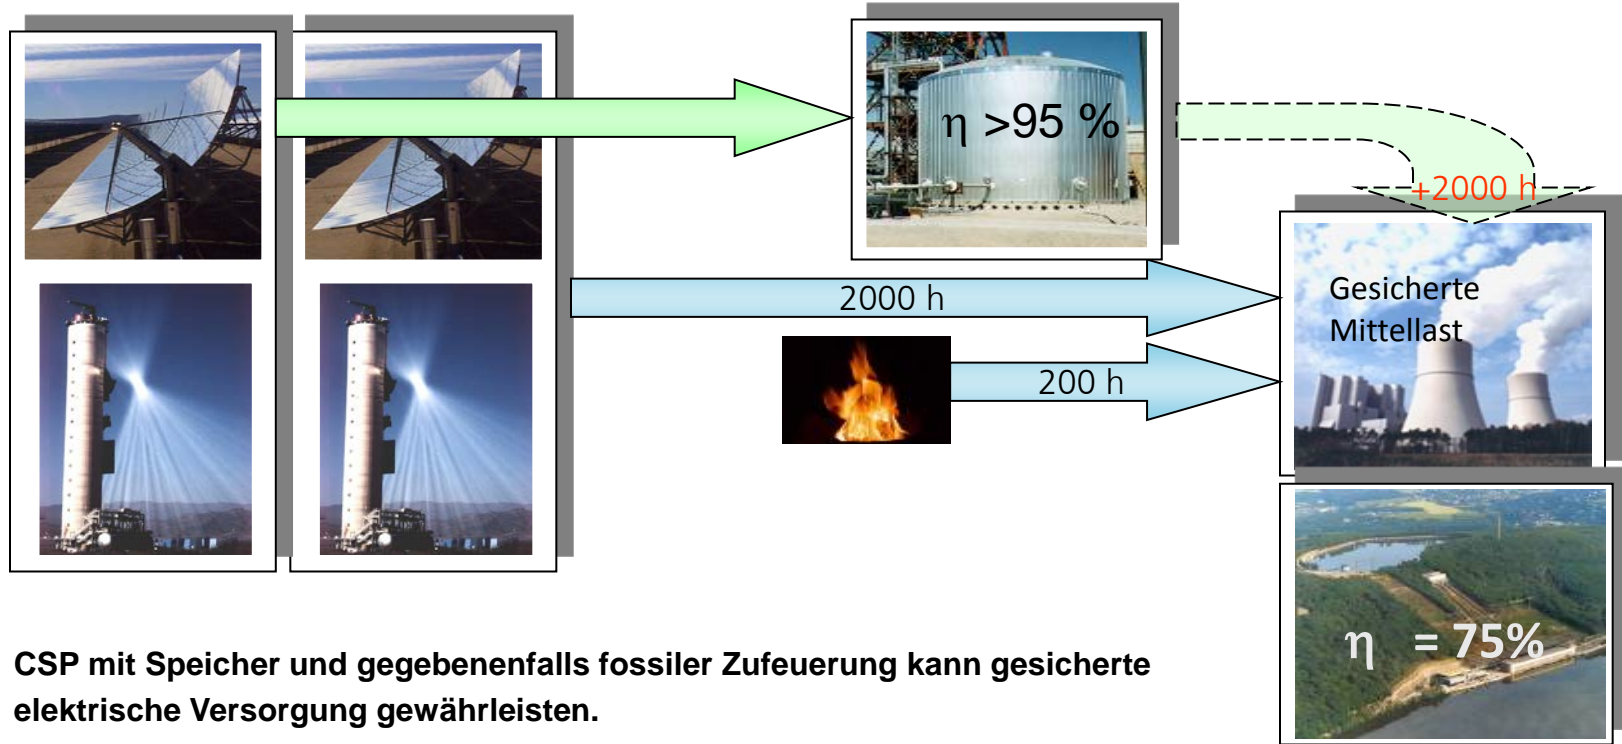 η >95 %
+2000 h
2000 h
Gesicherte
Mittellast
200 h
η = 75%
CSP mit Speicher und gegebenenfalls fossiler Zufeuerung kann gesicherte
elektrische Versorgung gewährleisten.